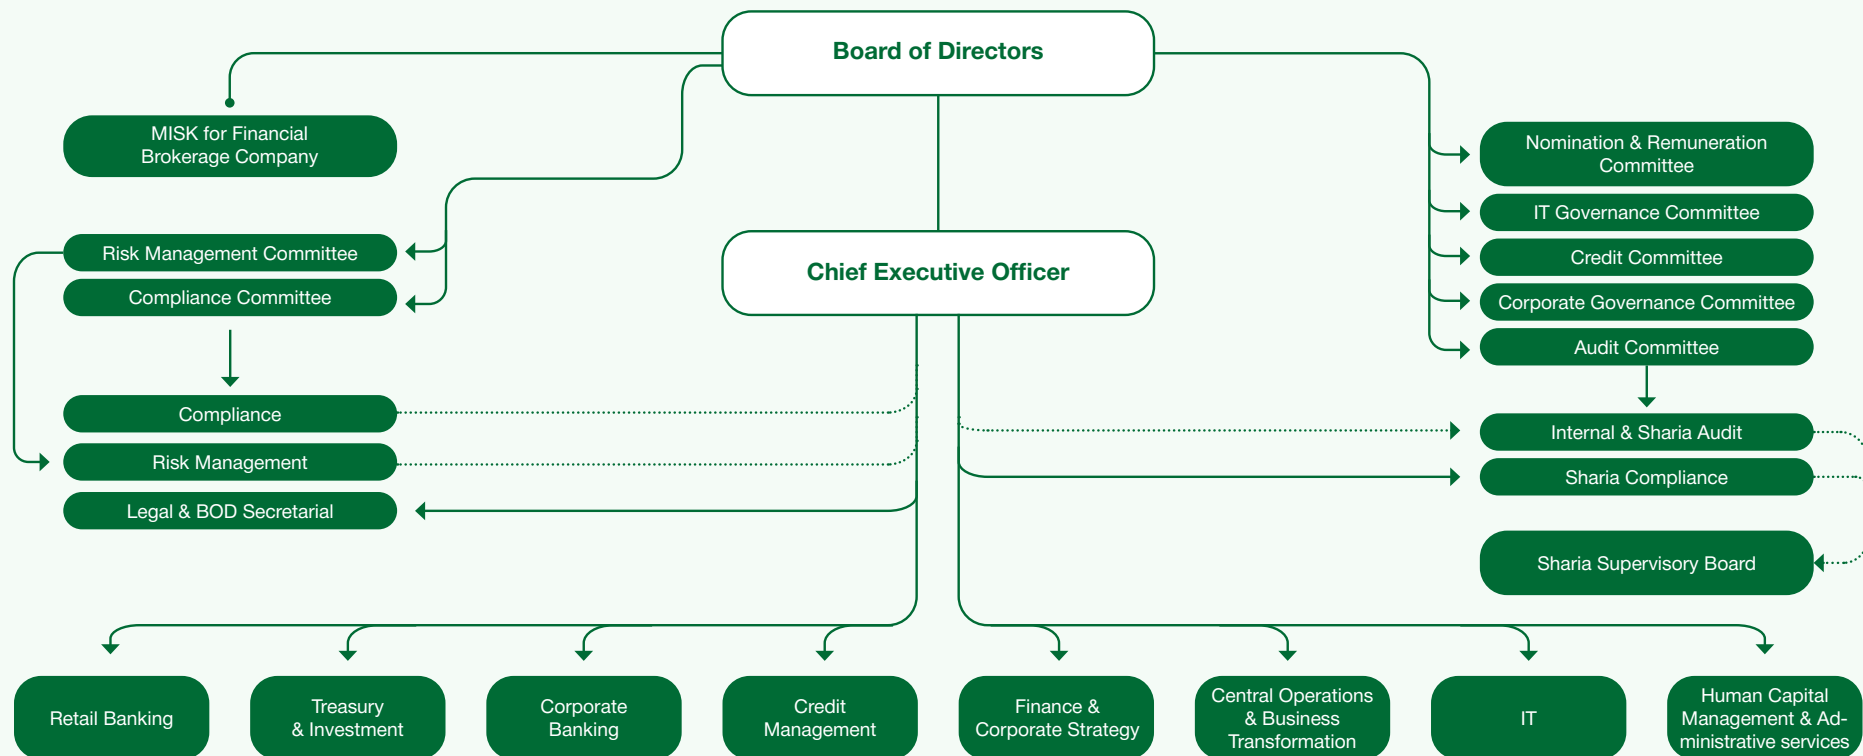 Board of Directors
MISK for Financial
Brokerage Company
Nomination & Remuneration
Committee
IT Governance Committee
Risk Management Committee
Credit Committee
Chief Executive Officer
Compliance Committee
Corporate Governance Committee
Audit Committee
Compliance
Internal & Sharia Audit
Risk Management
Sharia Compliance
Legal & BOD Secretarial
Sharia Supervisory Board
Retail Banking
Treasury
& Investment
Corporate
Banking
Credit
Management
Finance &
Corporate Strategy
Central Operations
& Business
Transformation
IT
Human Capital
Management & Ad-
ministrative services